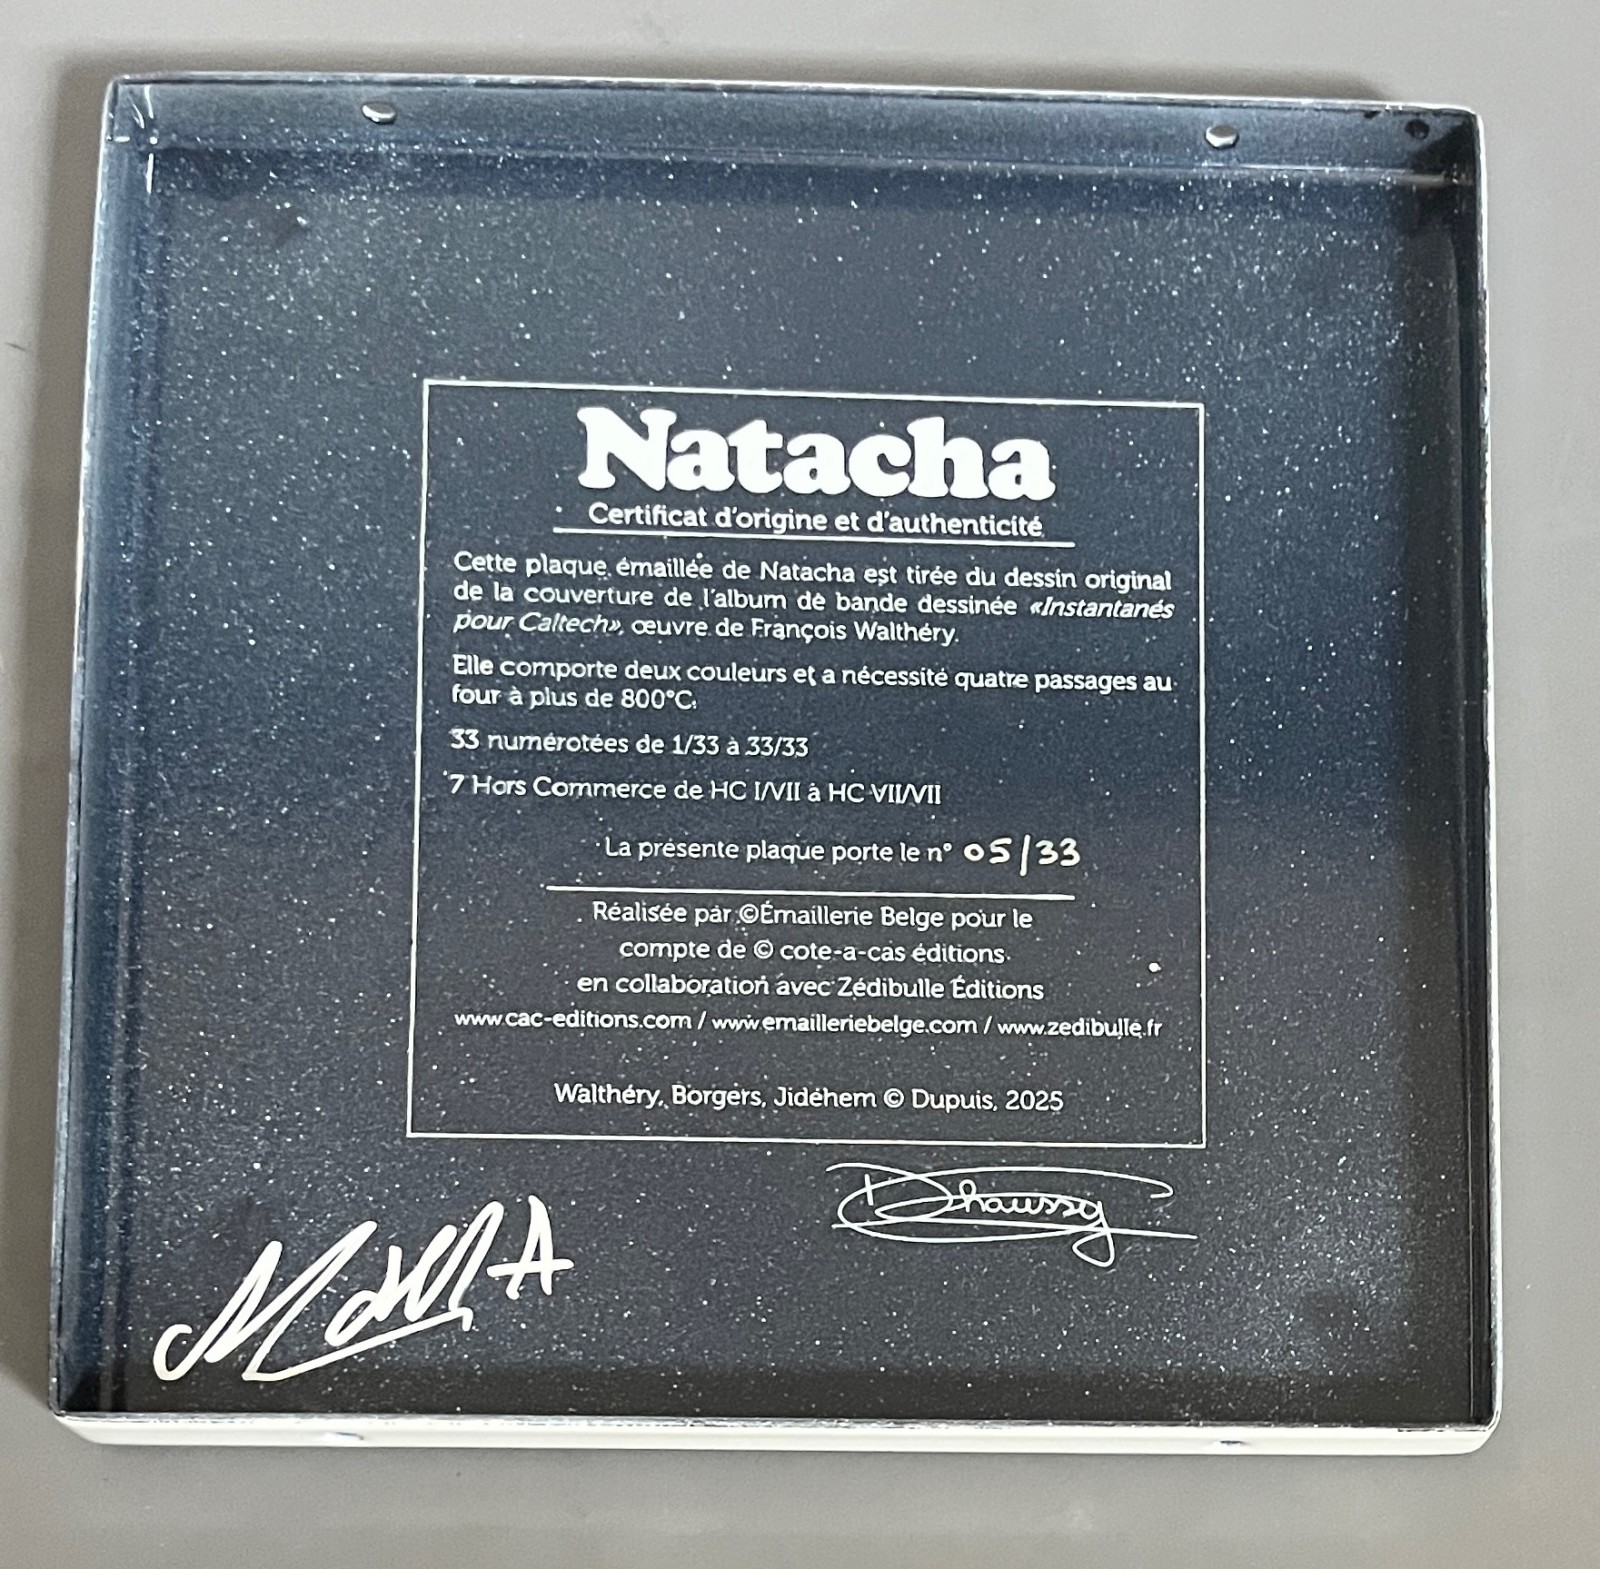 Natacha
Certificat d'origine et d'authenticité
Cette plaque émaillée de Natacha est tirée du dessin original
de la couverture de l'album de bande dessinée «Instantanés
pour Caltech», œuvre de François Walthéry.
Elle comporte deux couleurs et a nécessité quatre passages au
four à plus de 800°C.
33 numérotées de 1/33 à 33/33
7 Hors Commerce de HC I/VII à HC VII/VII
La présente plaque porte le n° 05/33
Réalisée par ©Émaillerie Belge pour le
compte de © cote-a-cas éditions
en collaboration avec Zédibulle Éditions
www.cac-editions.com / www.emailleriebelge.com / www.zedibulle.fr
Walthéry, Borgers, Jidéhem © Dupuis, 2025
Dhaussy